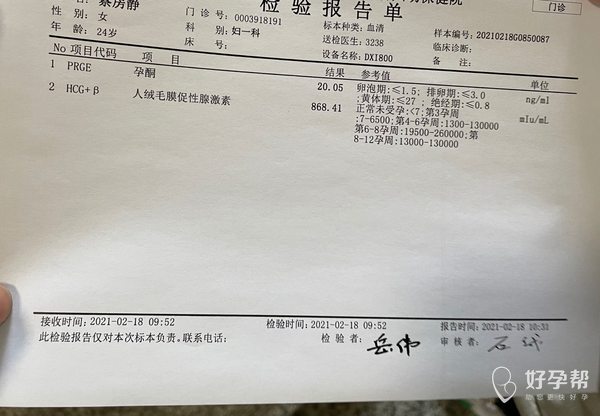 蔡房静 检验报告单 门诊
性 别: 女 门诊号: 0003918191 标本种类: 血清 样本编号: 20210218G0850087
年 龄: 24岁 科 别: 妇一科 送检医生: 3238 临床诊断:
床 号: 设备名称: DXI800 备 注:
No 项目代码 项 目 结果 参考值 单位
1 PRGE 孕酮 20.05 卵泡期:≤1.5; 排卵期:≤3.0 ng/ml
;黄体期:≤27 ; 绝经期:≤0.8
2 HCG+β 人绒毛膜促性腺激素 868.41 正常未受孕:<7;第3孕周 mIu/mL
:7-6500;第4-6孕周:1300-130000
第6-8孕周:19500-260000;第
8-12孕周:13000-130000
接收时间: 2021-02-18 09:52 检验时间: 2021-02-18 09:52 报告时间: 2021-02-18 10:31
此检验报告仅对本次标本负责。联系电话: 检 验 者: 岳伟 审 核 者:
好孕帮
助您更快好孕